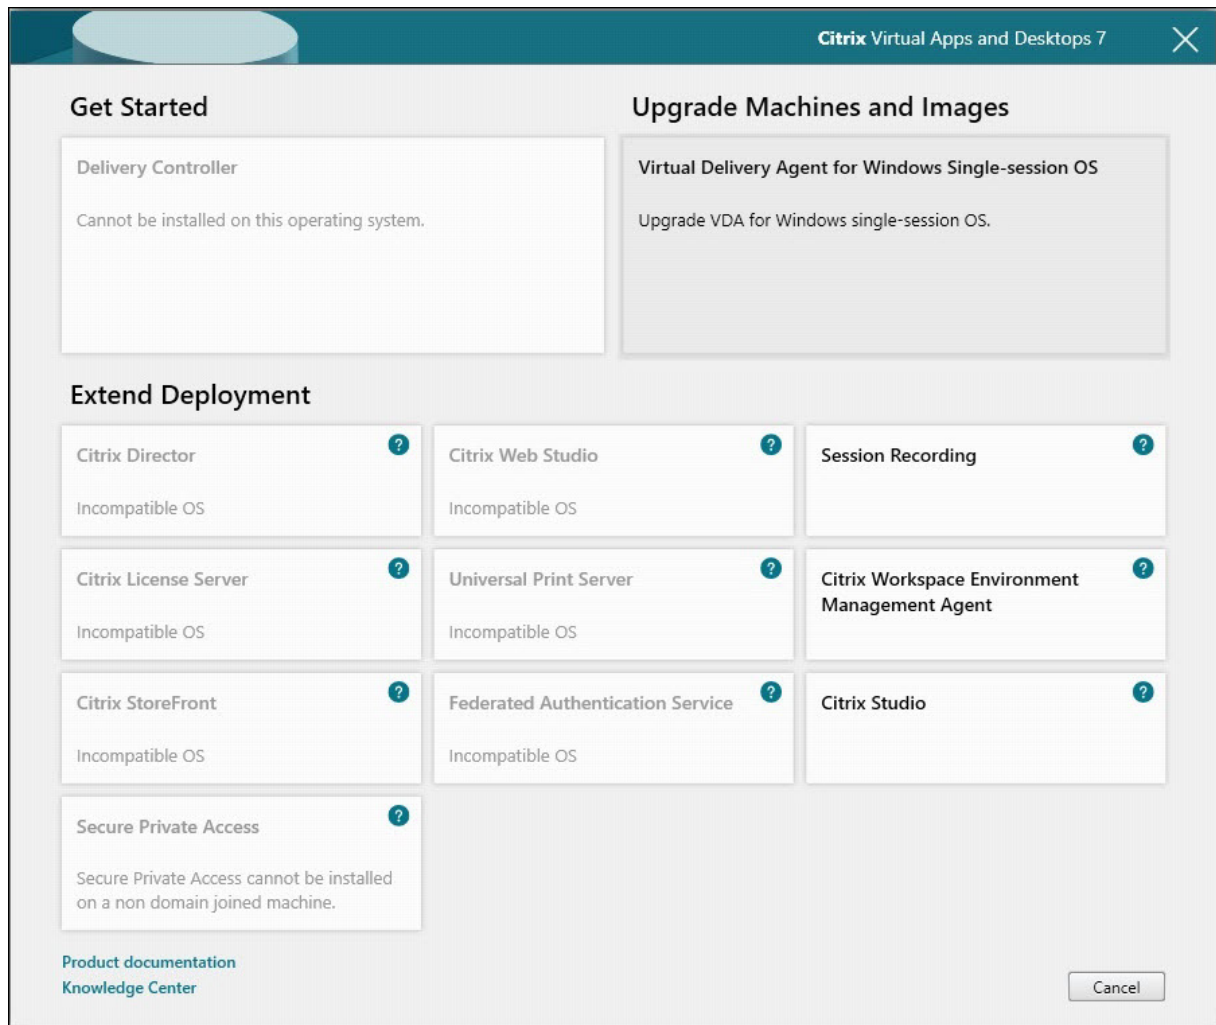 Citrix Virtual Apps and Desktops 7
Get Started
Delivery Controller
Cannot be installed on this operating system.
Upgrade Machines and Images
Virtual Delivery Agent for Windows Single-session OS
Upgrade VDA for Windows single-session OS.
Extend Deployment
Citrix Director
?
Incompatible OS
Citrix Web Studio
?
Incompatible OS
Session Recording
?
Citrix License Server
?
Incompatible OS
Universal Print Server
?
Incompatible OS
Citrix Workspace Environment
Management Agent
?
Citrix StoreFront
?
Incompatible OS
Federated Authentication Service
?
Incompatible OS
Citrix Studio
?
Secure Private Access
?
Secure Private Access cannot be installed
on a non domain joined machine.
Product documentation
Knowledge Center
Cancel